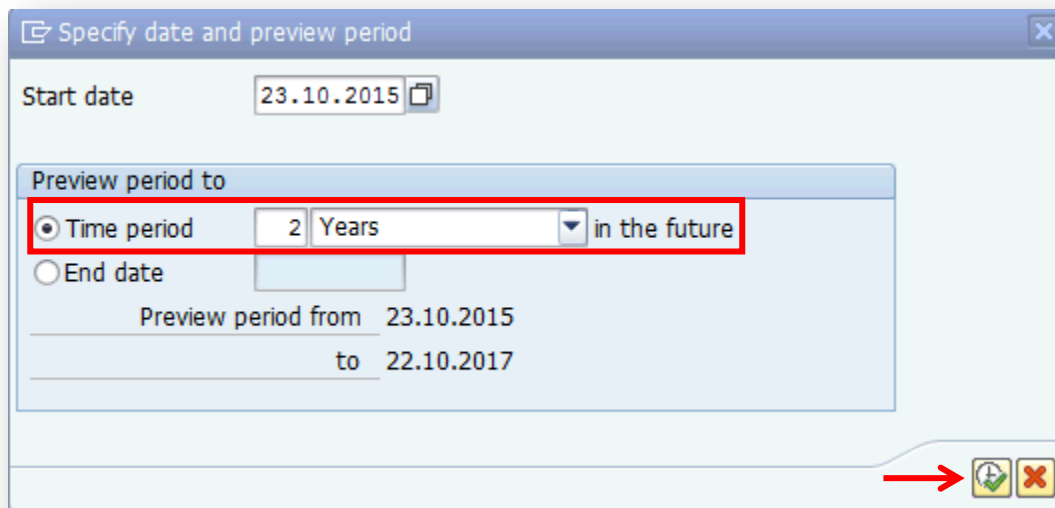 Specify date and preview period
Start date 23.10.2015
Preview period to
Time period 2 Years in the future
End date
Preview period from 23.10.2015
to 22.10.2017